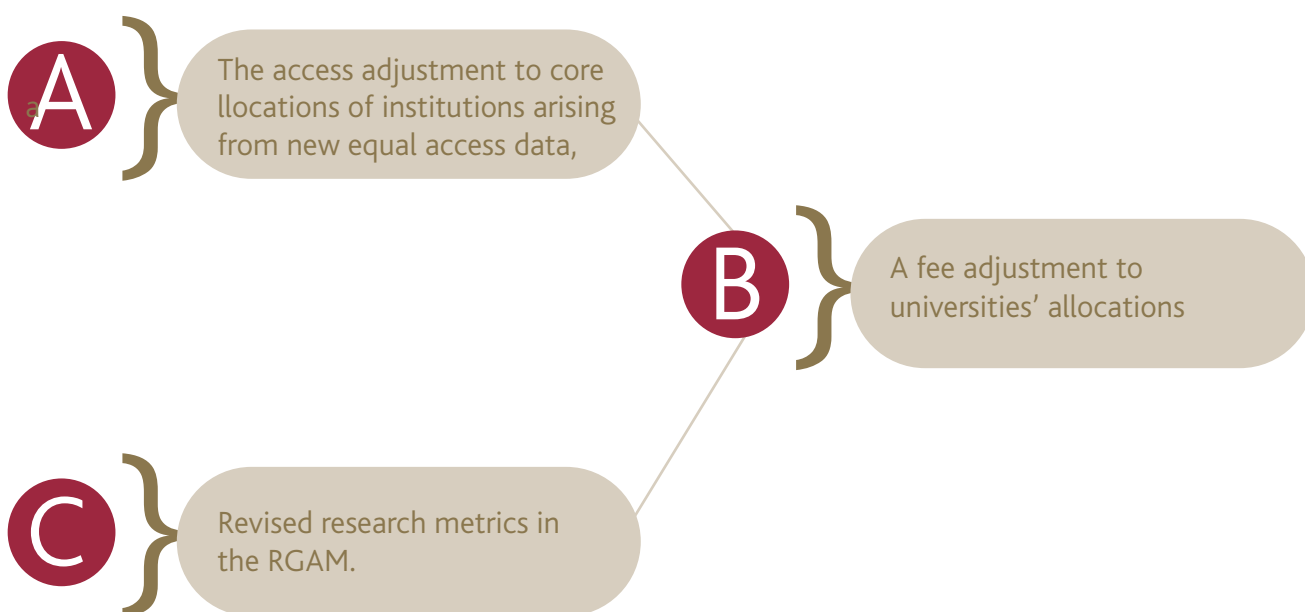 A
The access adjustment to core
allocations of institutions arising
from new equal access data,
B
A fee adjustment to
universities’ allocations
C
Revised research metrics in
the RGAM.